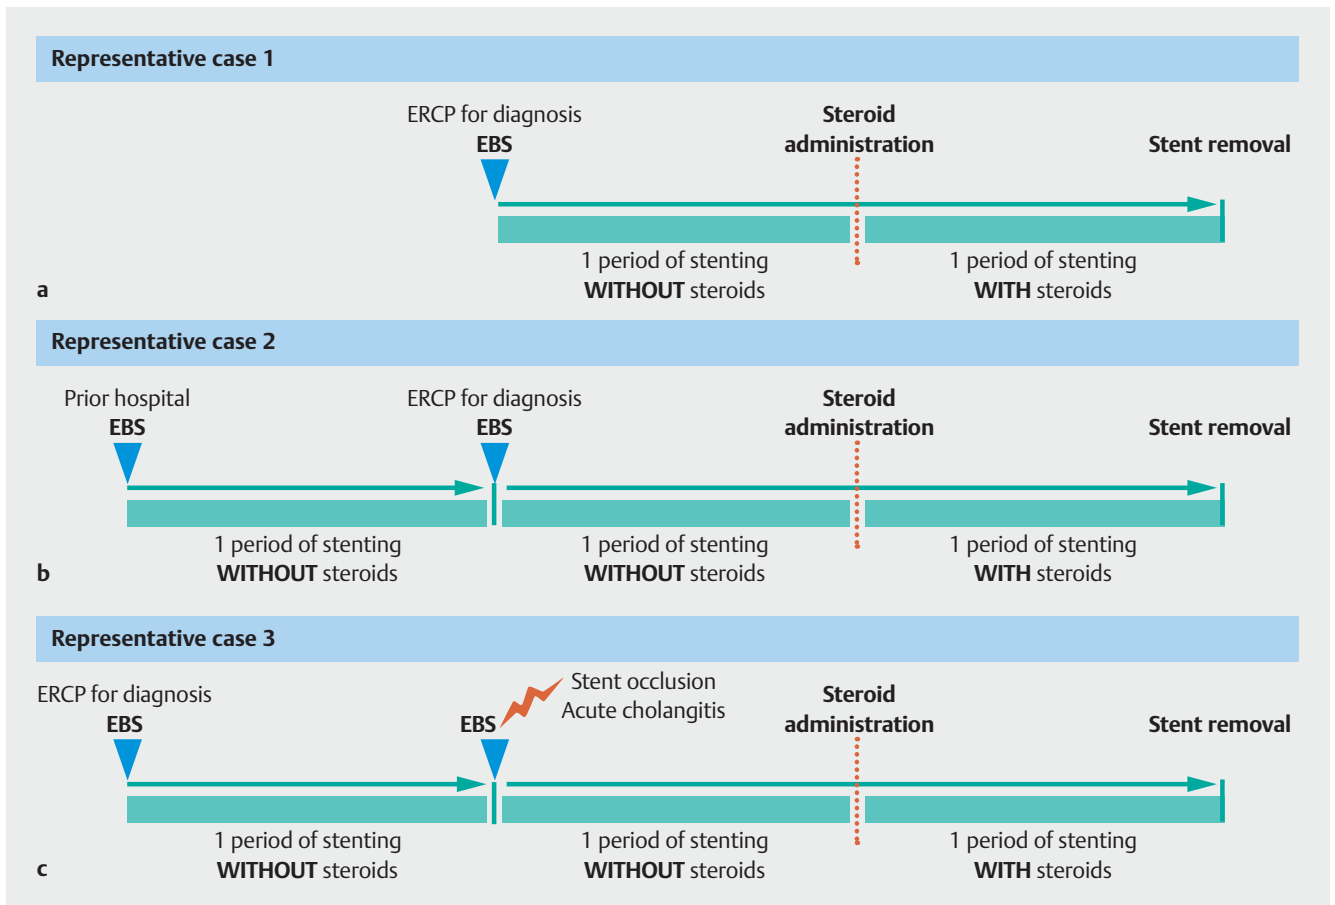 Representative case 1
ERCP for diagnosis
EBS
Steroid
administration
Stent removal
1 period of stenting
WITHOUT steroids
1 period of stenting
WITH steroids
a
Representative case 2
Prior hospital
EBS
ERCP for diagnosis
EBS
Steroid
administration
Stent removal
1 period of stenting
WITHOUT steroids
1 period of stenting
WITHOUT steroids
1 period of stenting
WITH steroids
b
Representative case 3
ERCP for diagnosis
EBS
EBS
Stent occlusion
Acute cholangitis
Steroid
administration
Stent removal
1 period of stenting
WITHOUT steroids
1 period of stenting
WITHOUT steroids
1 period of stenting
WITH steroids
c